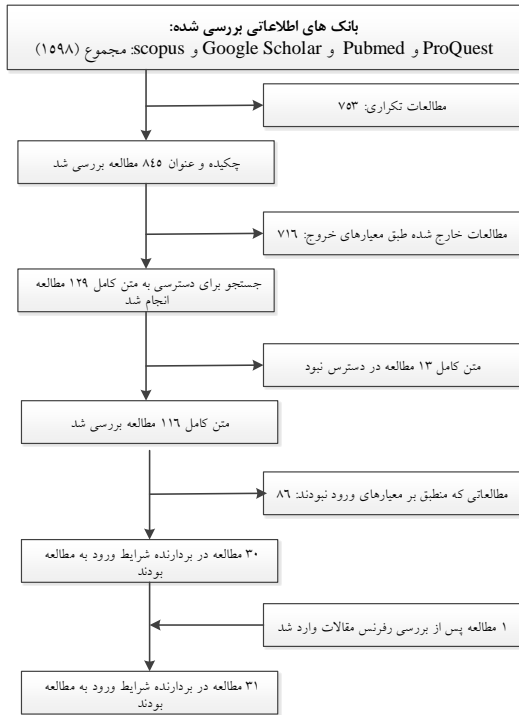 بانک های اطلاعاتی بررسی شده:
ProQuest و Pubmed و Google Scholar و scopus: مجموع (۱۵۹۸)
مطالعات تکراری: ۷۵۳
چکیده و عنوان ۸٤۵ مطالعه بررسی شد
مطالعات خارج شده طبق معیارهای خروج: ۷۱٦
جستجو برای دسترسی به متن کامل ۱۲۹ مطالعه
انجام شد
متن کامل ۱۳ مطالعه در دسترس نبود
متن کامل ۱۱٦ مطالعه بررسی شد
مطالعاتی که منطبق بر معیارهای ورود نبودند: ۸٦
۳۰ مطالعه در بردارنده شرایط ورود به مطالعه
بودند
۱ مطالعه پس از بررسی رفرنس مقالات وارد شد
۳۱ مطالعه در بردارنده شرایط ورود به مطالعه
بودند